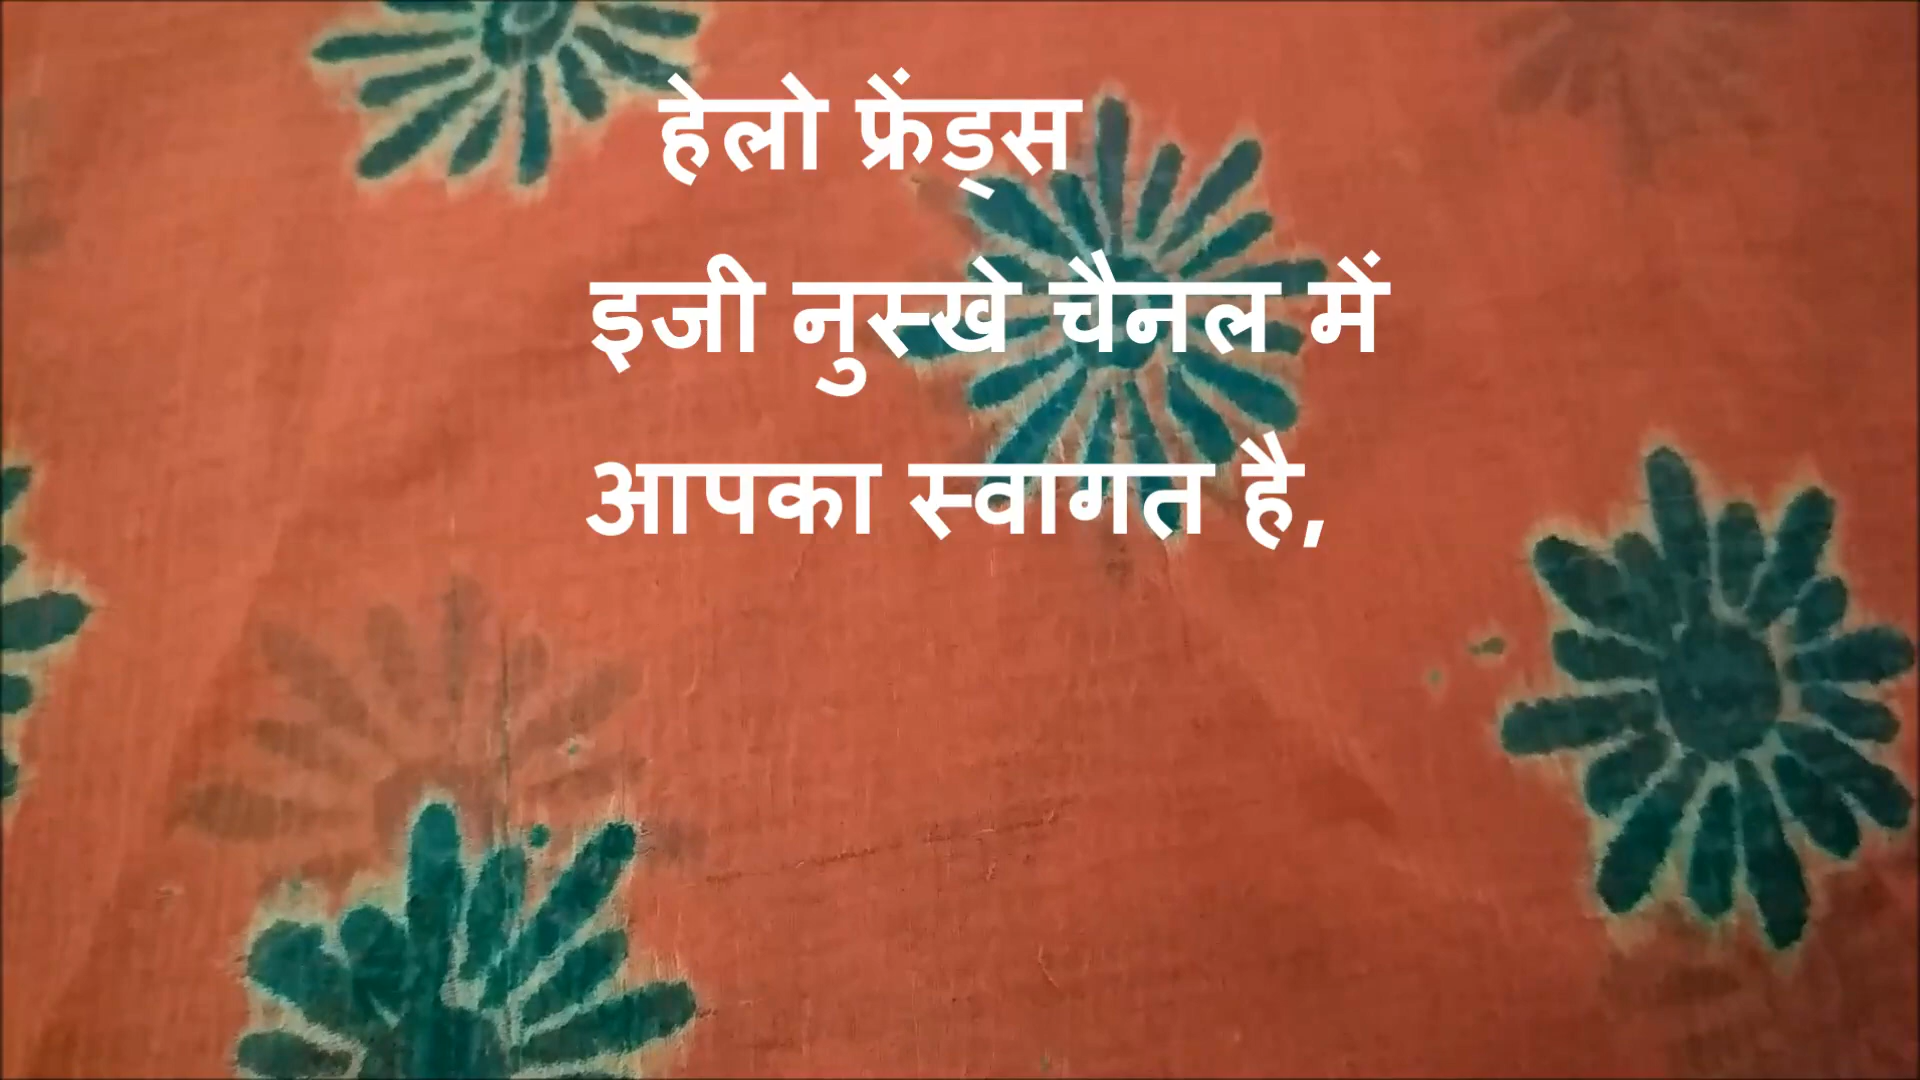 हेलो फ्रेंड्स
इजी नुस्खे चैनल में
आपका स्वागत है,